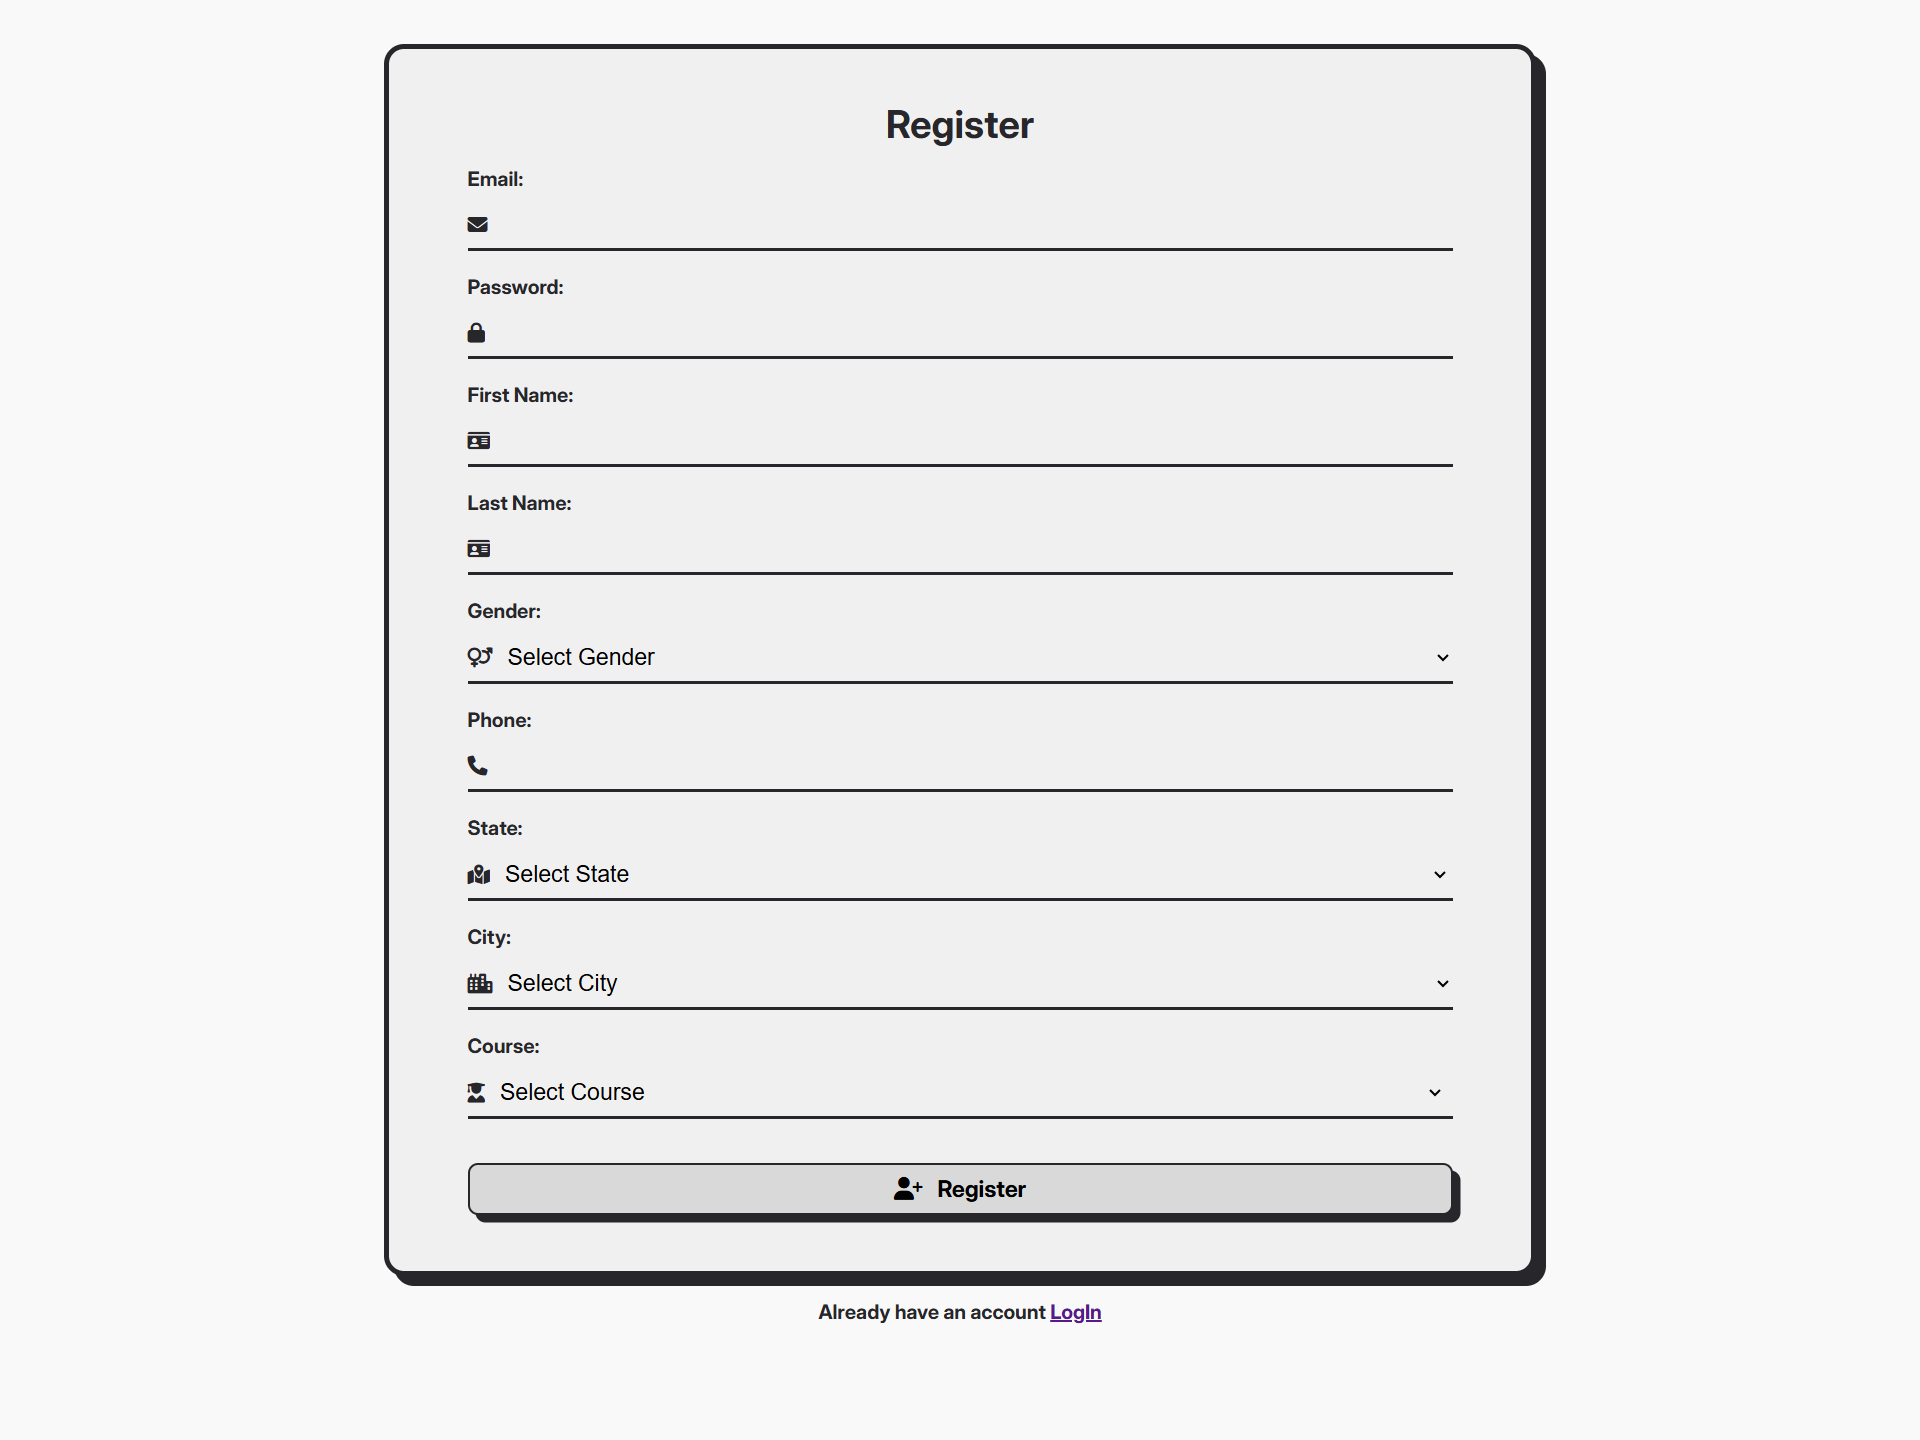 Register
Email:
Password:
First Name:
Last Name:
Gender:
Select Gender
Phone:
State:
Select State
City:
Select City
Course:
Select Course
Register
Already have an account LogIn